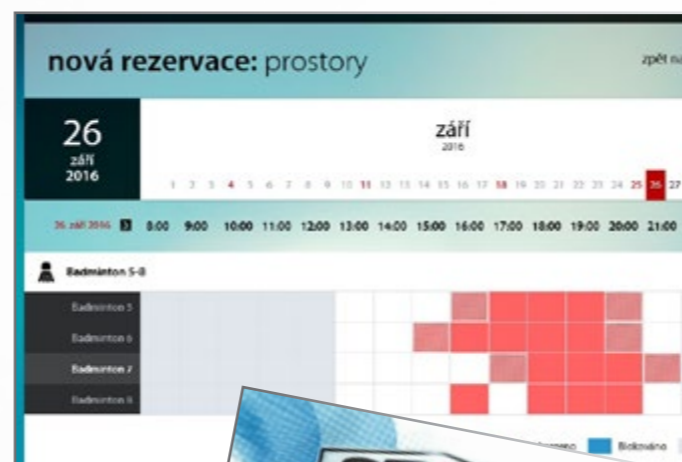 nová rezervace: prostory
zpět na
26
září
2016
září
2016
1 2 3 4 5 6 7 8 9 10 11 12 13 14 15 16 17 18 19 20 21 22 23 24 25 26 27
26 září 2016 8:00 9:00 10:00 11:00 12:00 13:00 14:00 15:00 16:00 17:00 18:00 19:00 20:00 21:00
Badminton 5-8
Badminton 5
Badminton 6
Badminton 7
Badminton 8
Blokováno